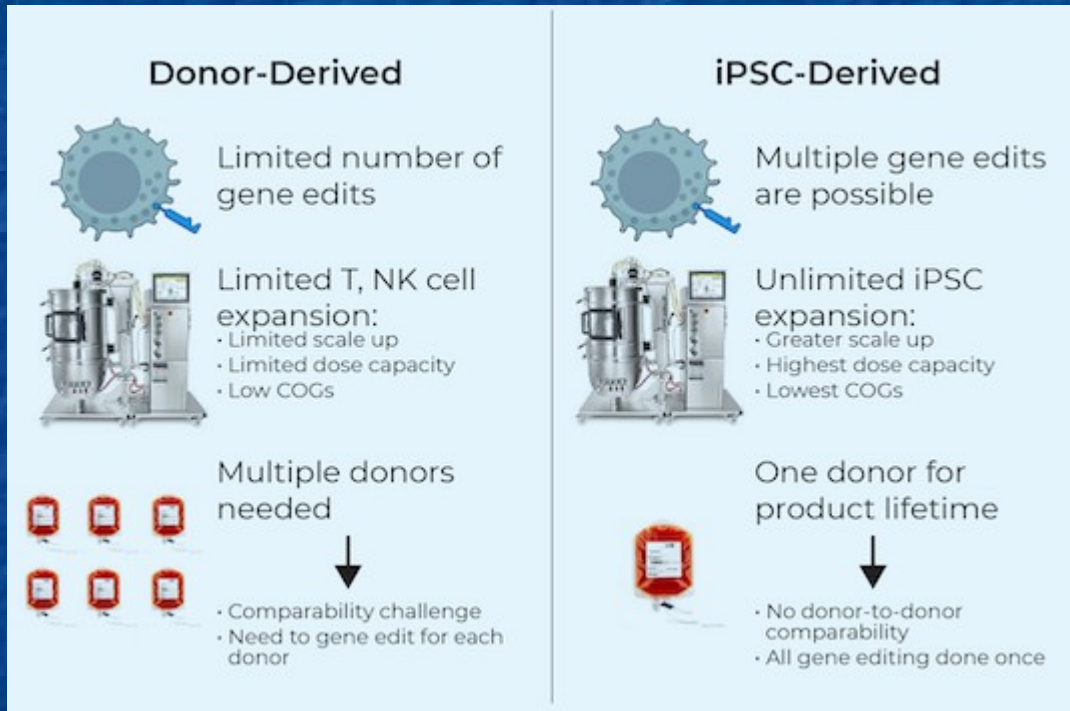 Donor-Derived
Limited number of
gene edits
Limited T, NK cell
expansion:
· Limited scale up
· Limited dose capacity
· Low COGs
Multiple donors
needed
· Comparability challenge
· Need to gene edit for each
donor
iPSC-Derived
Multiple gene edits
are possible
Unlimited iPSC
expansion:
· Greater scale up
· Highest dose capacity
· Lowest COGs
One donor for
product lifetime
· No donor-to-donor
comparability
· All gene editing done once